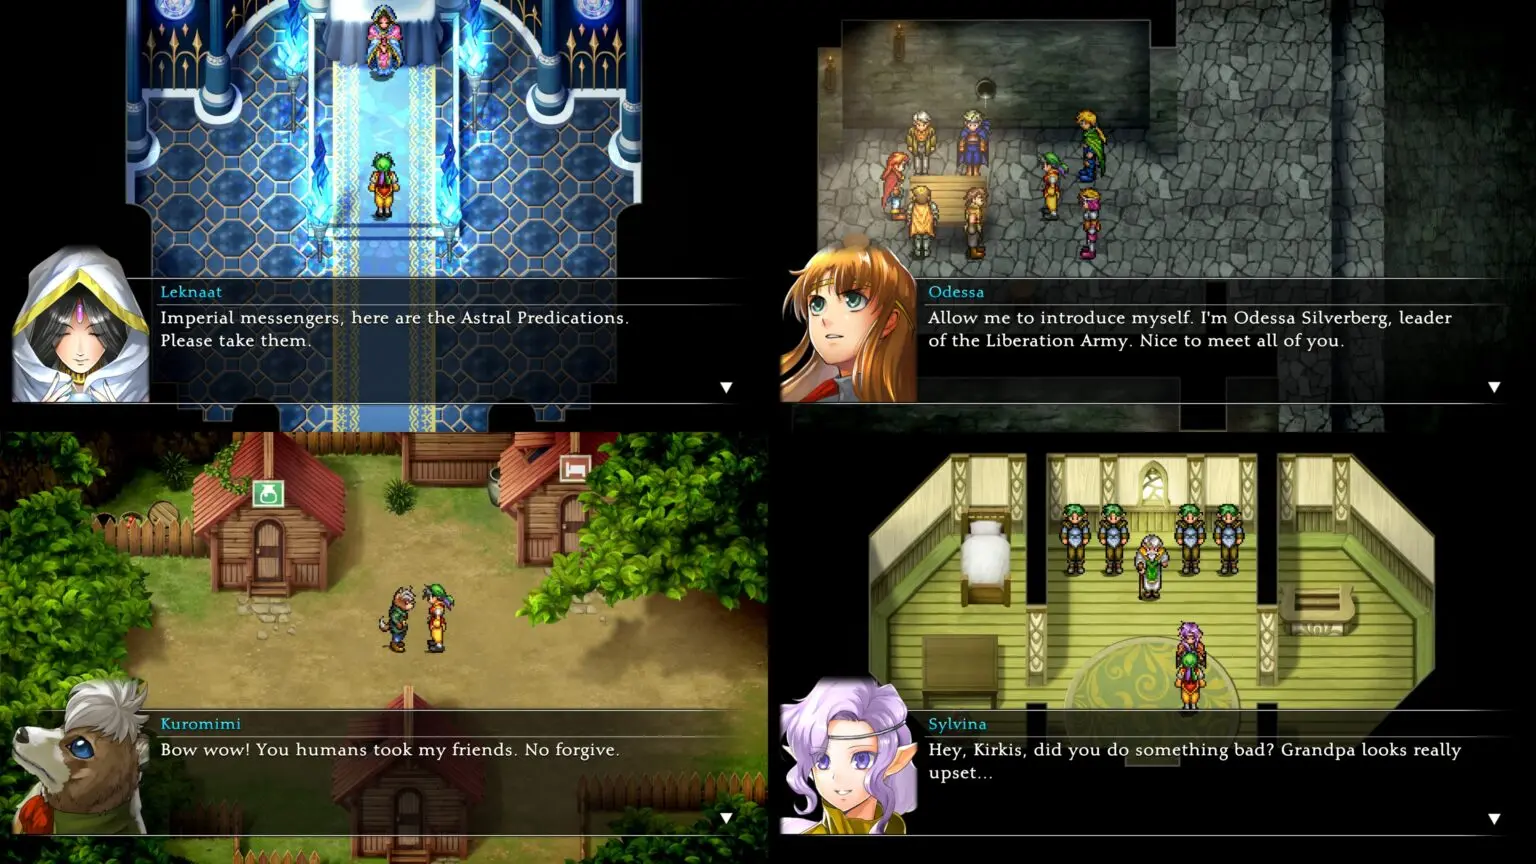 Leknaat
Imperial messengers, here are the Astral Predications.
Please take them.
Odessa
Allow me to introduce myself. I'm Odessa Silverberg, leader
of the Liberation Army. Nice to meet all of you.
Kuromimi
Bow wow! You humans took my friends. No forgive.
Sylvina
Hey, Kirkis, did you do something bad? Grandpa looks really
upset...